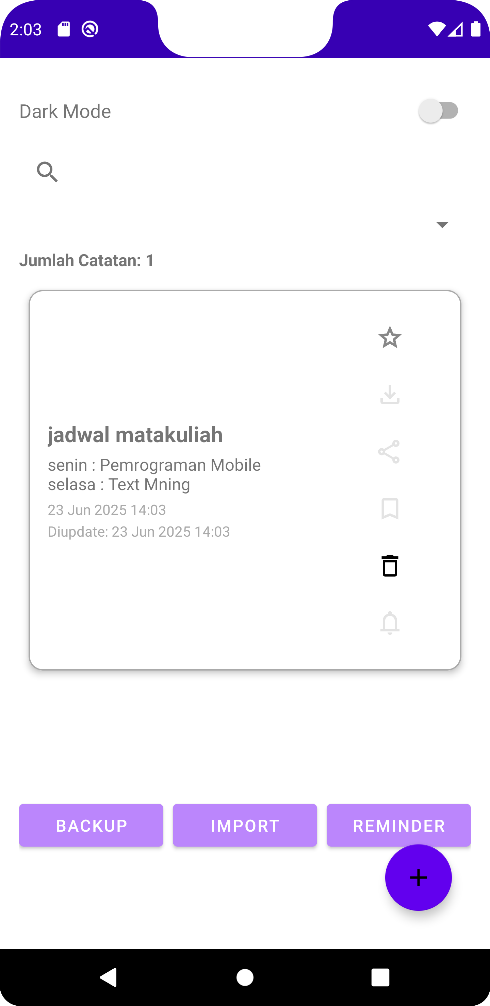 2:03
Dark Mode
Jumlah Catatan: 1
jadwal matakuliah
senin : Pemrograman Mobile
selasa : Text Mning
23 Jun 2025 14:03
Diupdate: 23 Jun 2025 14:03
BACKUP IMPORT REMINDER